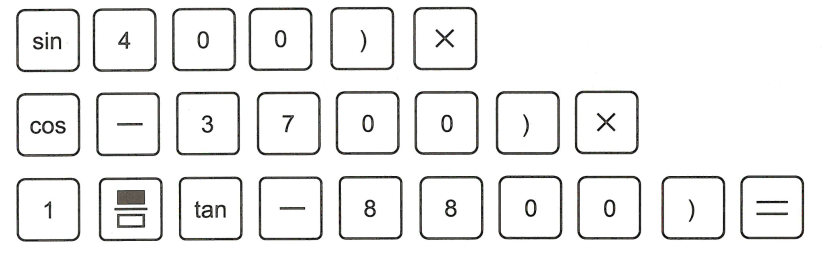 sin 4 0 0 ) ×
cos − 3 7 0 0 ) ×
1 tan − 8 8 0 0 ) =